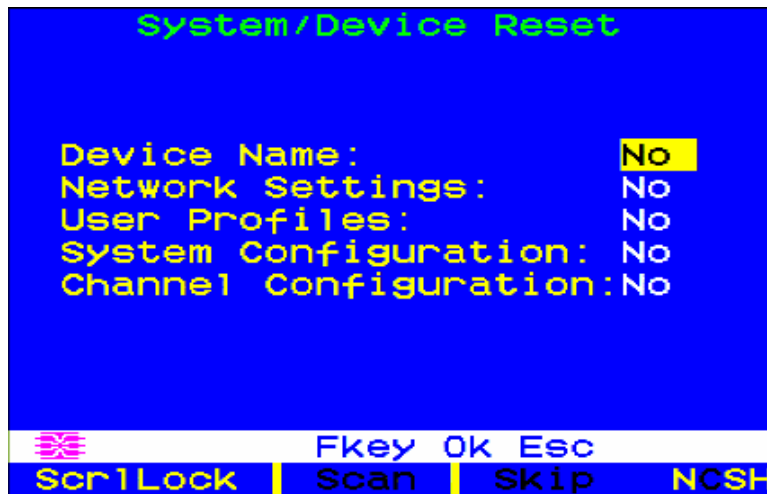 System/Device Reset
Device Name: No
Network Settings: No
User Profiles: No
System Configuration: No
Channel Configuration:No
Fkey Ok Esc
ScrlLock Scan Skip NCSH